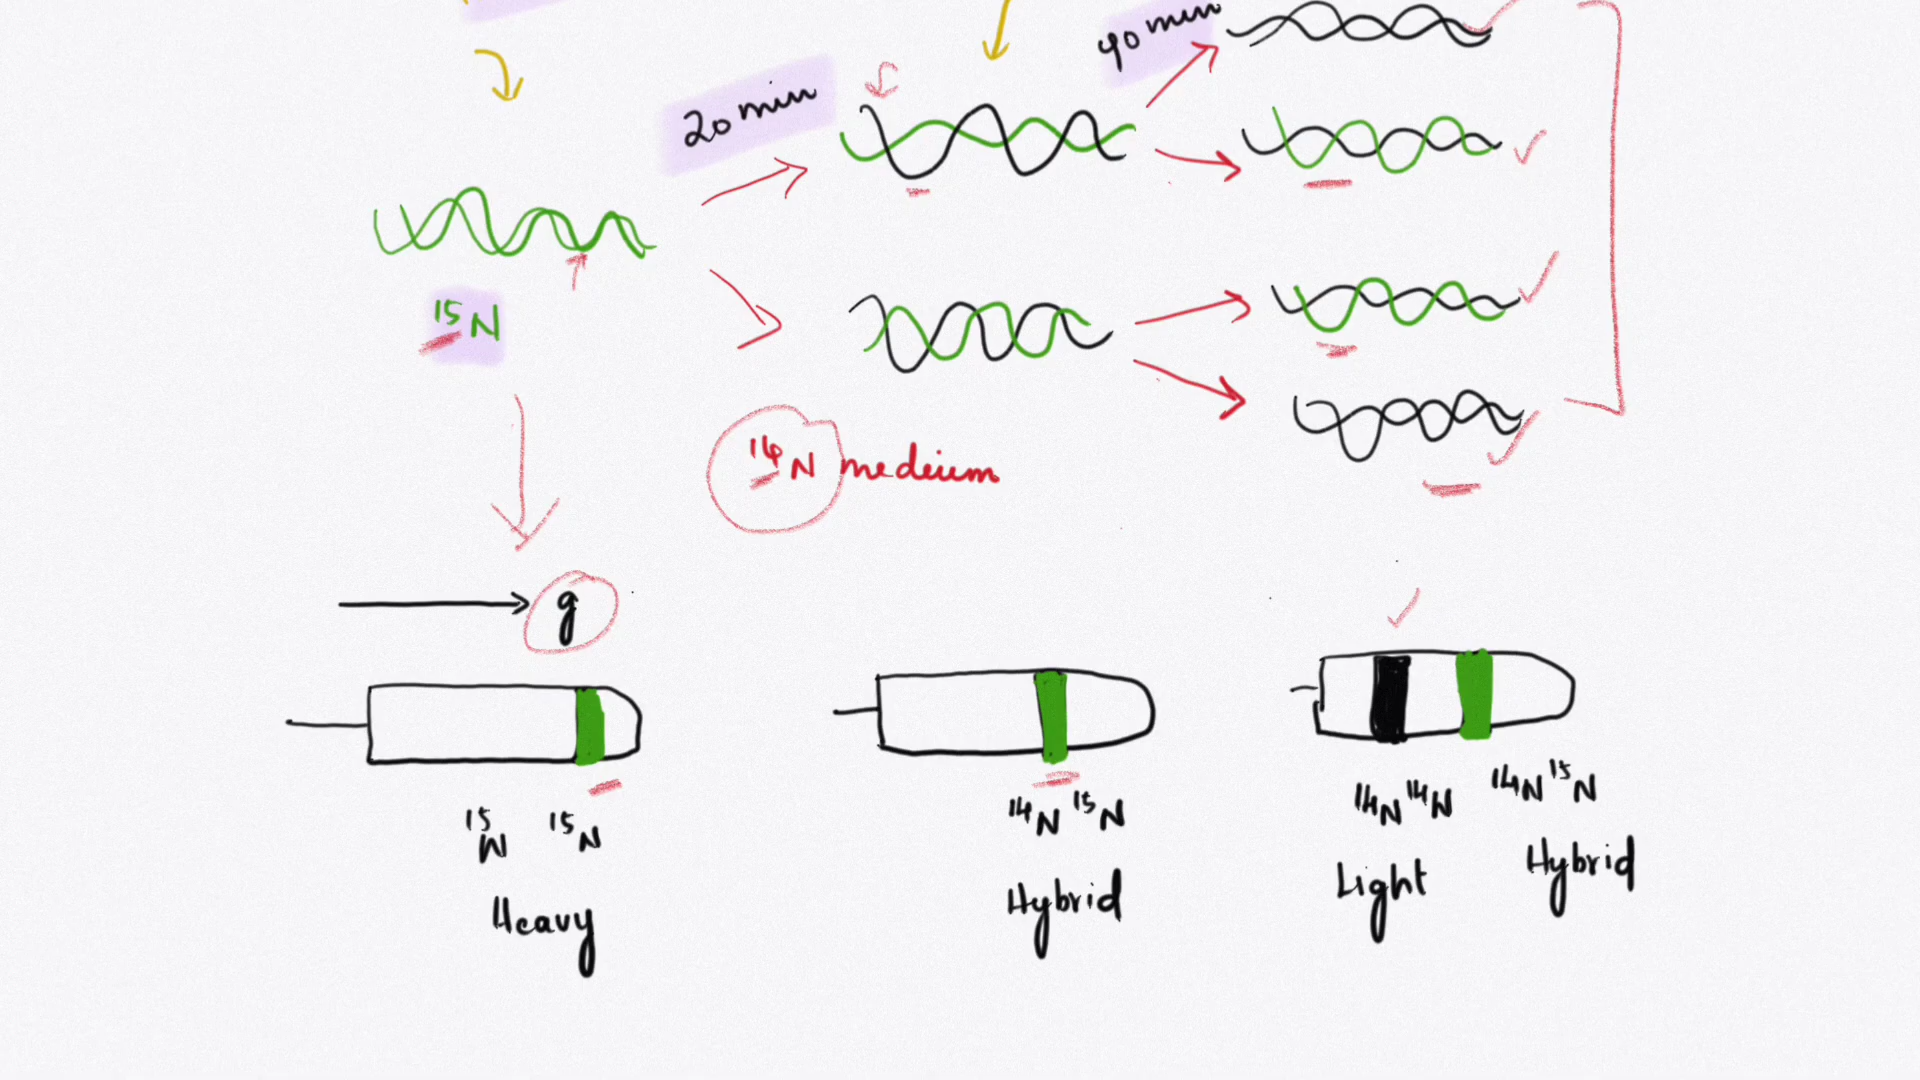 40 min
20 min
¹⁵N
¹⁴N medium
g
¹⁵N ¹⁵N
Heavy
¹⁴N ¹⁵N
Hybrid
¹⁴N ¹⁴N
Light
¹⁴N ¹⁵N
Hybrid